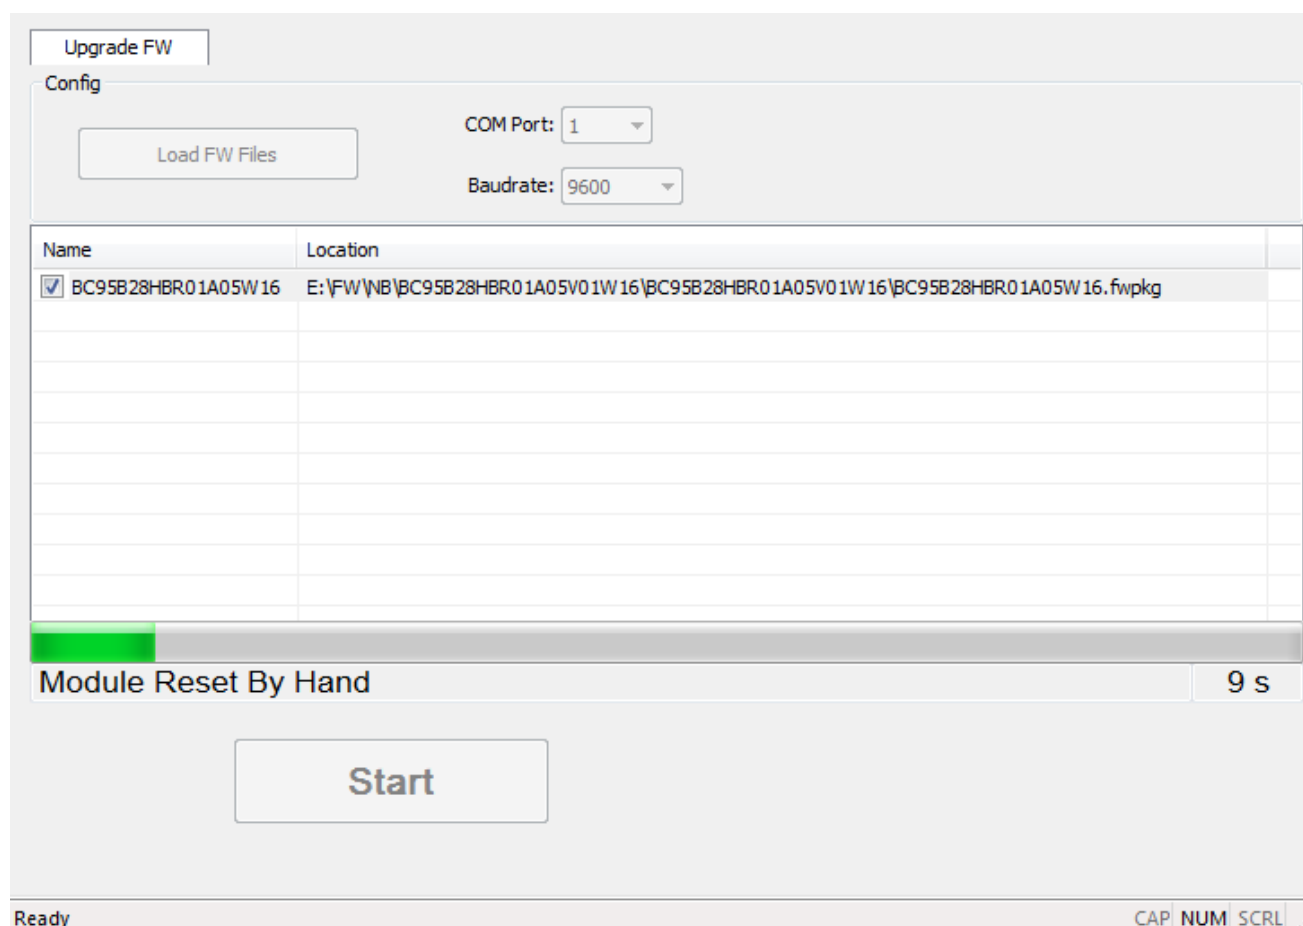 Upgrade FW
Config
Load FW Files
COM Port: 1
Baudrate: 9600
Name Location
BC95B28HBR01A05W16 E:\FW\NB\BC95B28HBR01A05V01W16\BC95B28HBR01A05V01W16\BC95B28HBR01A05W16.fwpkg
Module Reset By Hand 9 s
Start
Ready CAP NUM SCRL